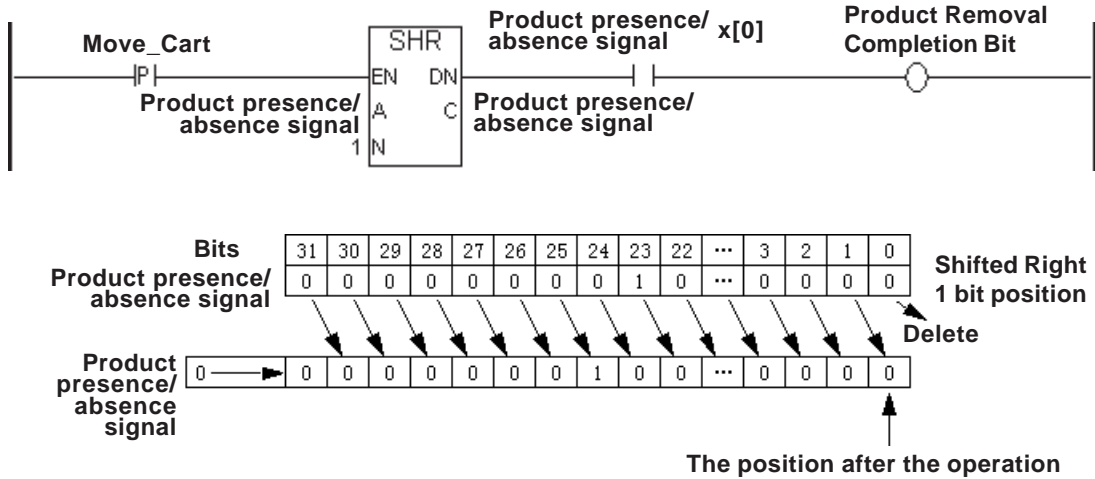 Move_Cart
SHR
Product presence/
absence signal x[0]
Product Removal
Completion Bit
P
EN DN
Product presence/
absence signal
A C
Product presence/
absence signal
1 N
Bits 31 30 29 28 27 26 25 24 23 22 ... 3 2 1 0
Product presence/
absence signal
0 0 0 0 0 0 0 0 1 0 ... 0 0 0 0
Shifted Right
1 bit position
Delete
Product
presence/
absence
signal
0 0 0 0 0 0 0 0 1 0 0 ... 0 0 0 0
The position after the operation